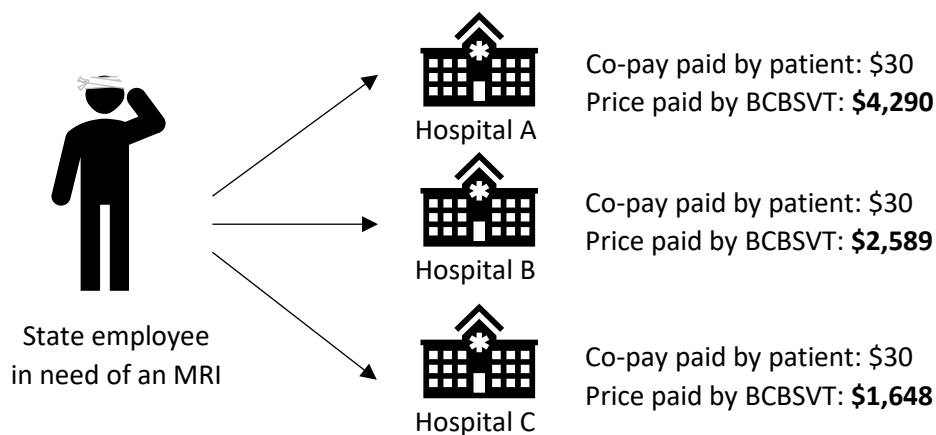 Hospital A
Co-pay paid by patient: $30
Price paid by BCBSVT: $4,290
Hospital B
Co-pay paid by patient: $30
Price paid by BCBSVT: $2,589
State employee
in need of an MRI
Hospital C
Co-pay paid by patient: $30
Price paid by BCBSVT: $1,648